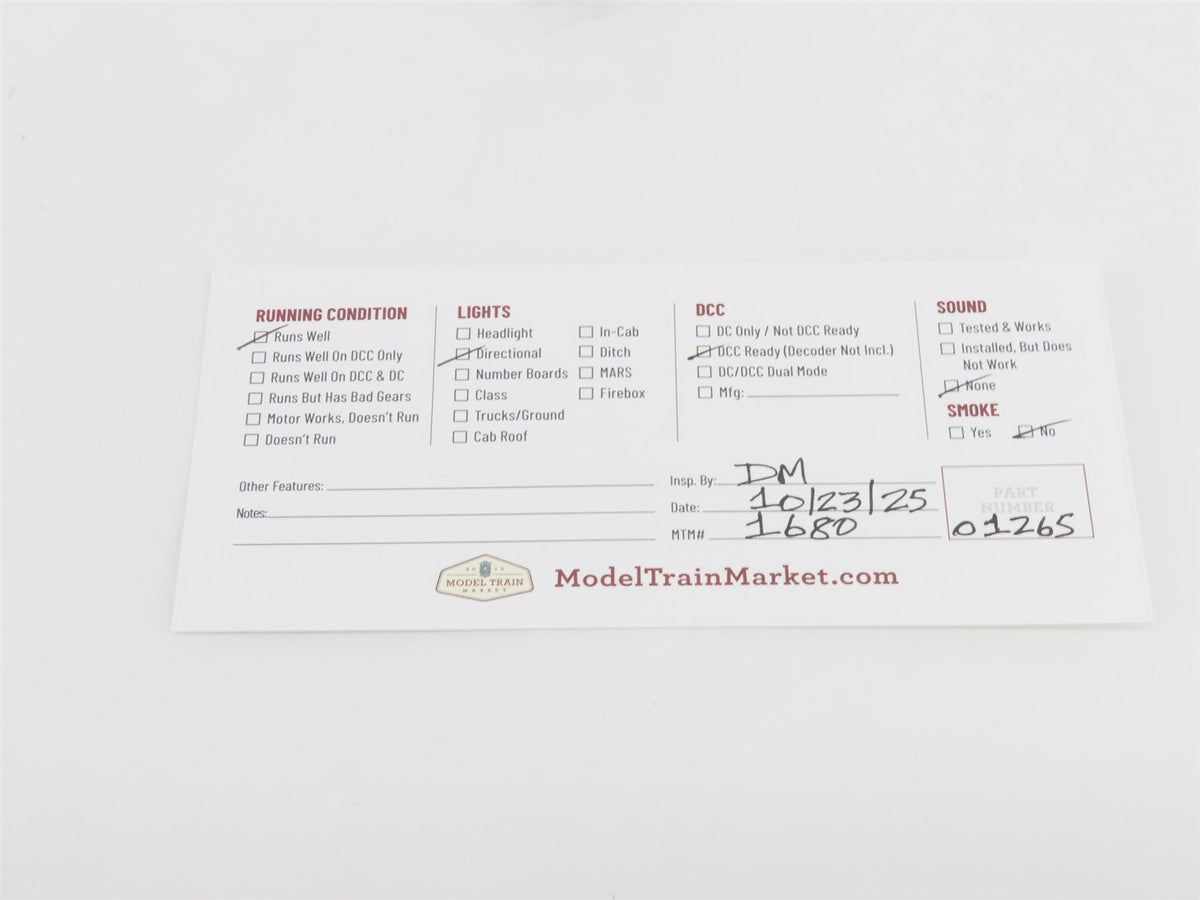 RUNNING CONDITION
Runs Well
Runs Well On DCC Only
Runs Well On DCC & DC
Runs But Has Bad Gears
Motor Works, Doesn't Run
Doesn't Run
LIGHTS
Headlight
Directional
Number Boards
Class
Trucks/Ground
Cab Roof
In-Cab
Ditch
MARS
Firebox
DCC
DC Only / Not DCC Ready
DCC Ready (Decoder Not Incl.)
DC/DCC Dual Mode
Mfg:
SOUND
Tested & Works
Installed, But Does
Not Work
None
SMOKE
Yes No
Other Features:
Notes:
Insp. By: DM
Date: 10/23/25
MTM# 1680
PART
NUMBER
01265
2013
MODEL TRAIN
MARKET
ModelTrainMarket.com